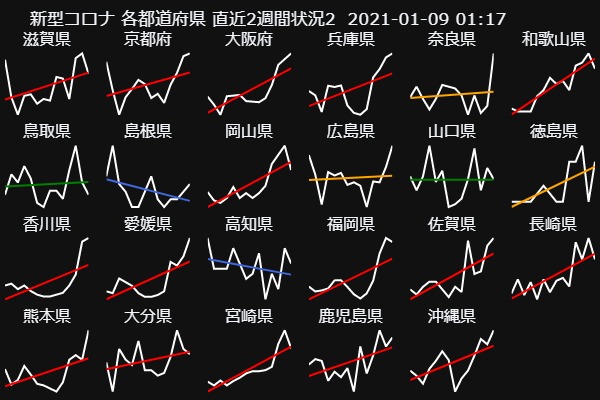 新型コロナ 各都道府県 直近2週間状況2 2021-01-09 01:17
滋賀県 京都府 大阪府 兵庫県 奈良県 和歌山県
鳥取県 島根県 岡山県 広島県 山口県 徳島県
香川県 愛媛県 高知県 福岡県 佐賀県 長崎県
熊本県 大分県 宮崎県 鹿児島県 沖縄県